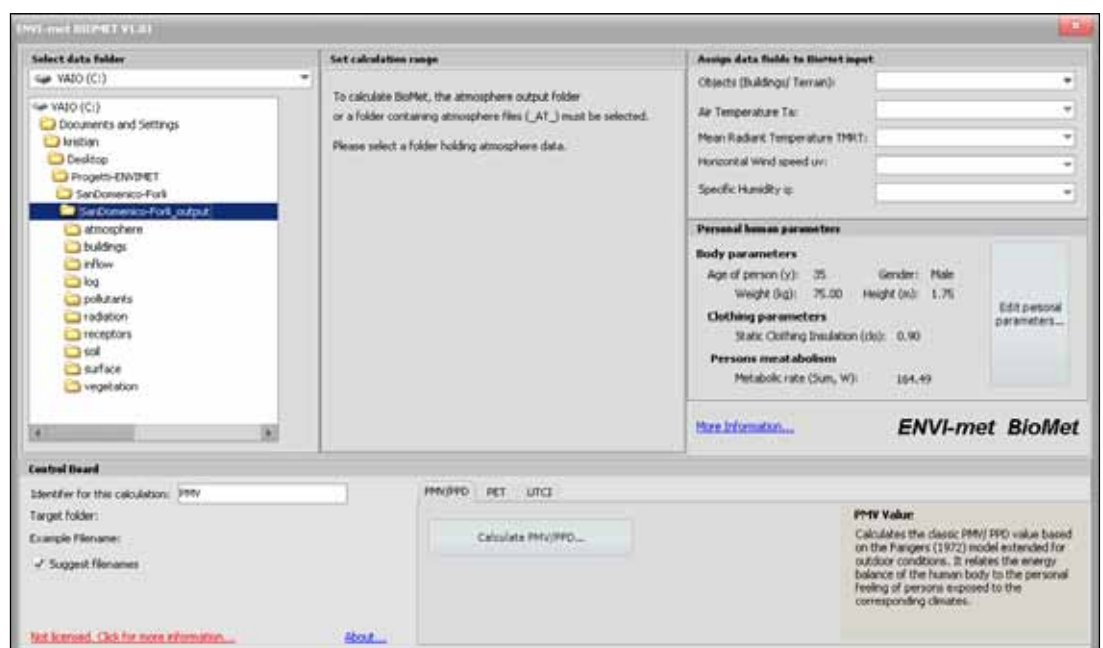 ENVI-met BIOMET V1.01
Select data folder
VAIO (C:)
VAIO (C:)
Documents and Settings
kristian
Desktop
Progetti-ENVIMET
SanDomenico-Forlì
SanDomenico-Forlì_output
atmosphere
buildings
inflow
log
pollutants
radiation
receptors
soil
surface
vegetation
Set calculation range
To calculate BioMet, the atmosphere output folder
or a folder containing atmosphere files (_AT_) must be selected.
Please select a folder holding atmosphere data.
Assign data fields to BioMet input
Objects (Buildings/ Terrain):
Air Temperature Ta:
Mean Radiant Temperature TMRT:
Horizontal Wind speed uv:
Specific Humidity q:
Personal human parameters
Body parameters
Age of person (y): 35 Gender: Male
Weight (kg): 75.00 Height (m): 1.75
Clothing parameters
Static Clothing Insulation (clo): 0.90
Persons meatabolism
Metabolic rate (Sum, W): 164.49
Edit personal
parameters...
More Information...
ENVI-met BioMet
Control Board
Identifer for this calculation: PMV
Target folder:
Example Filename:
Suggest filenames
Not licensed. Click for more information...
About...
PMV/PPD PET UTCI
Calculate PMV/PPD...
PMV Value
Calculates the classic PMV/ PPD value based
on the Fangers (1972) model extended for
outdoor conditions. It relates the energy
balance of the human body to the personal
feeling of persons exposed to the
corresponding climates.